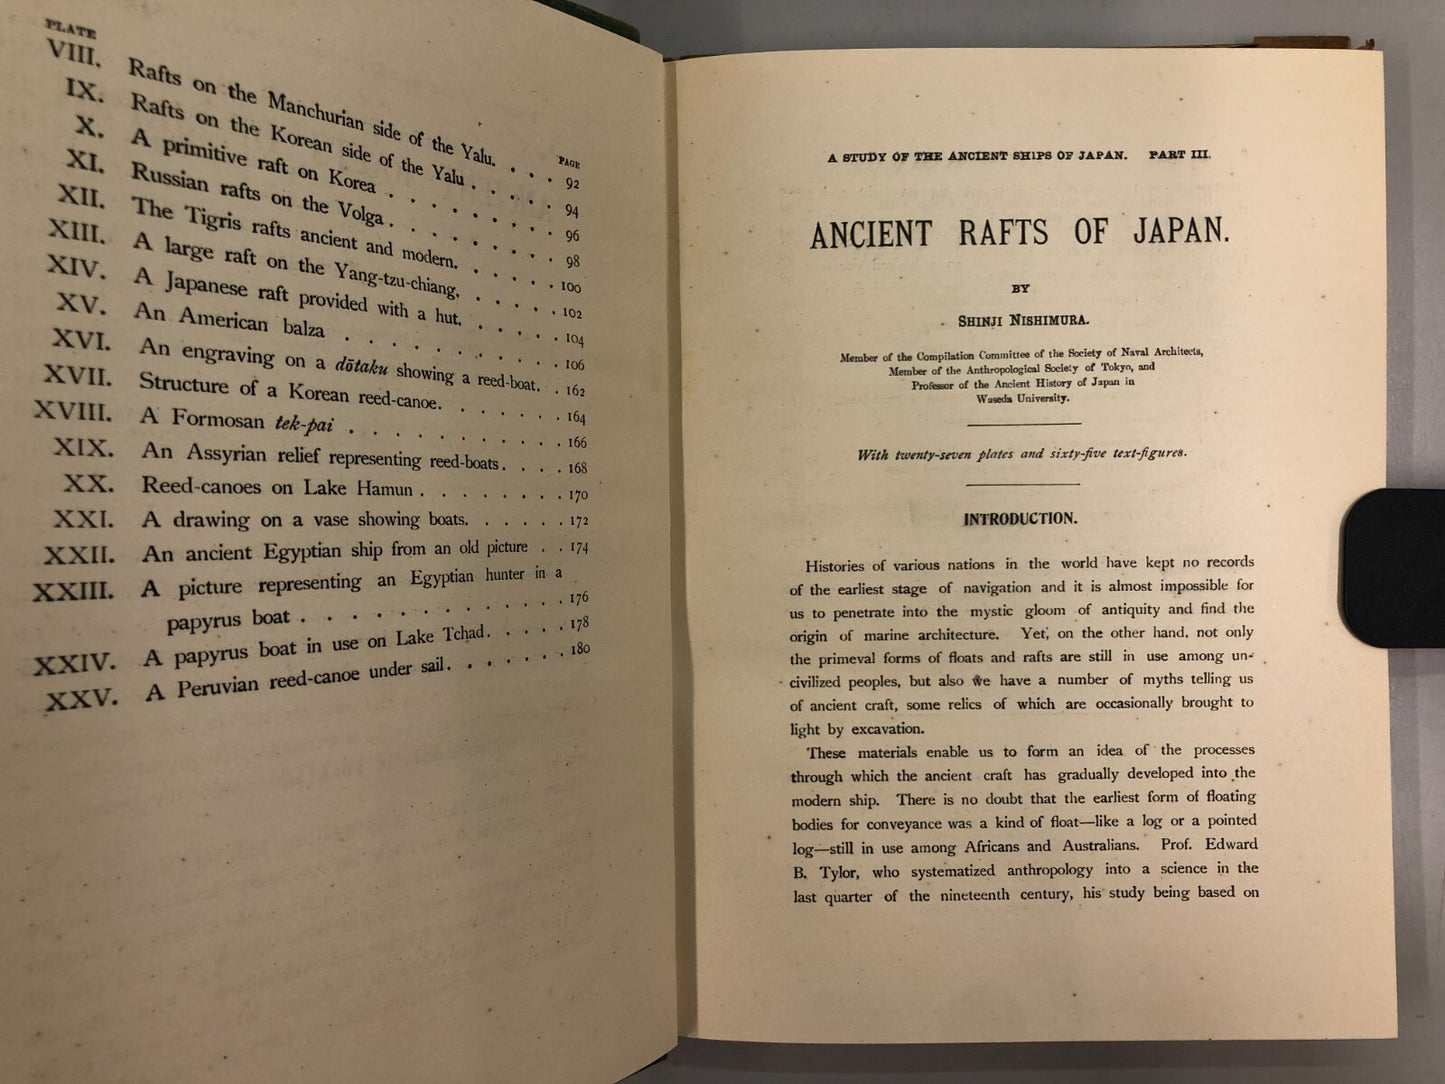 PLATE
PAGE
VIII. Rafts on the Manchurian side of the Yalu. . . . 92
IX. Rafts on the Korean side of the Yalu . . . . . 94
X. A primitive raft on Korea . . . . . . . . 96
XI. Russian rafts on the Volga . . . . . . . . 98
XII. The Tigris rafts ancient and modern. . . . . . 100
XIII. A large raft on the Yang-tzu-chiang. . . . . . 102
XIV. A Japanese raft provided with a hut. . . . . . 104
XV. An American balza . . . . . . . . . . 106
XVI. An engraving on a dōtaku showing a reed-boat. . 162
XVII. Structure of a Korean reed-canoe. . . . . . . 164
XVIII. A Formosan tek-pai . . . . . . . . . . 166
XIX. An Assyrian relief representing reed-boats. . . . 168
XX. Reed-canoes on Lake Hamun . . . . . . . 170
XXI. A drawing on a vase showing boats. . . . . . 172
XXII. An ancient Egyptian ship from an old picture . . 174
XXIII. A picture representing an Egyptian hunter in a
papyrus boat . . . . . . . . . . . . 176
XXIV. A papyrus boat in use on Lake Tchad. . . . . 178
XXV. A Peruvian reed-canoe under sail. . . . . . . 180
A STUDY OF THE ANCIENT SHIPS OF JAPAN. PART III.
ANCIENT RAFTS OF JAPAN.
BY
SHINJI NISHIMURA.
Member of the Compilation Committee of the Society of Naval Architects,
Member of the Anthropological Society of Tokyo, and
Professor of the Ancient History of Japan in
Waseda University.
With twenty-seven plates and sixty-five text-figures.
INTRODUCTION.
Histories of various nations in the world have kept no records
of the earliest stage of navigation and it is almost impossible for
us to penetrate into the mystic gloom of antiquity and find the
origin of marine architecture. Yet, on the other hand, not only
the primeval forms of floats and rafts are still in use among un-
civilized peoples, but also we have a number of myths telling us
of ancient craft, some relics of which are occasionally brought to
light by excavation.
These materials enable us to form an idea of the processes
through which the ancient craft has gradually developed into the
modern ship. There is no doubt that the earliest form of floating
bodies for conveyance was a kind of float—like a log or a pointed
log—still in use among Africans and Australians. Prof. Edward
B. Tylor, who systematized anthropology into a science in the
last quarter of the nineteenth century, his study being based on